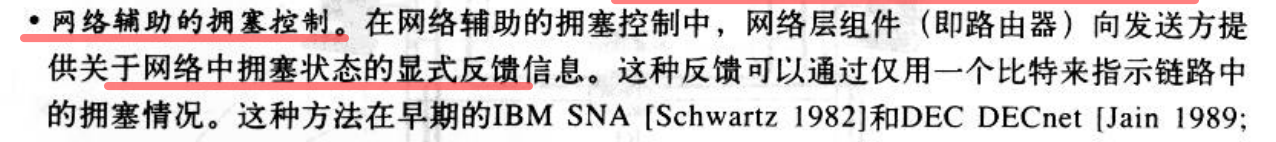 • 网络辅助的拥塞控制。在网络辅助的拥塞控制中，网络层组件（即路由器）向发送方提
供关于网络中拥塞状态的显式反馈信息。这种反馈可以通过仅用一个比特来指示链路中
的拥塞情况。这种方法在早期的IBM SNA [Schwartz 1982]和DEC DECnet [Jain 1989;